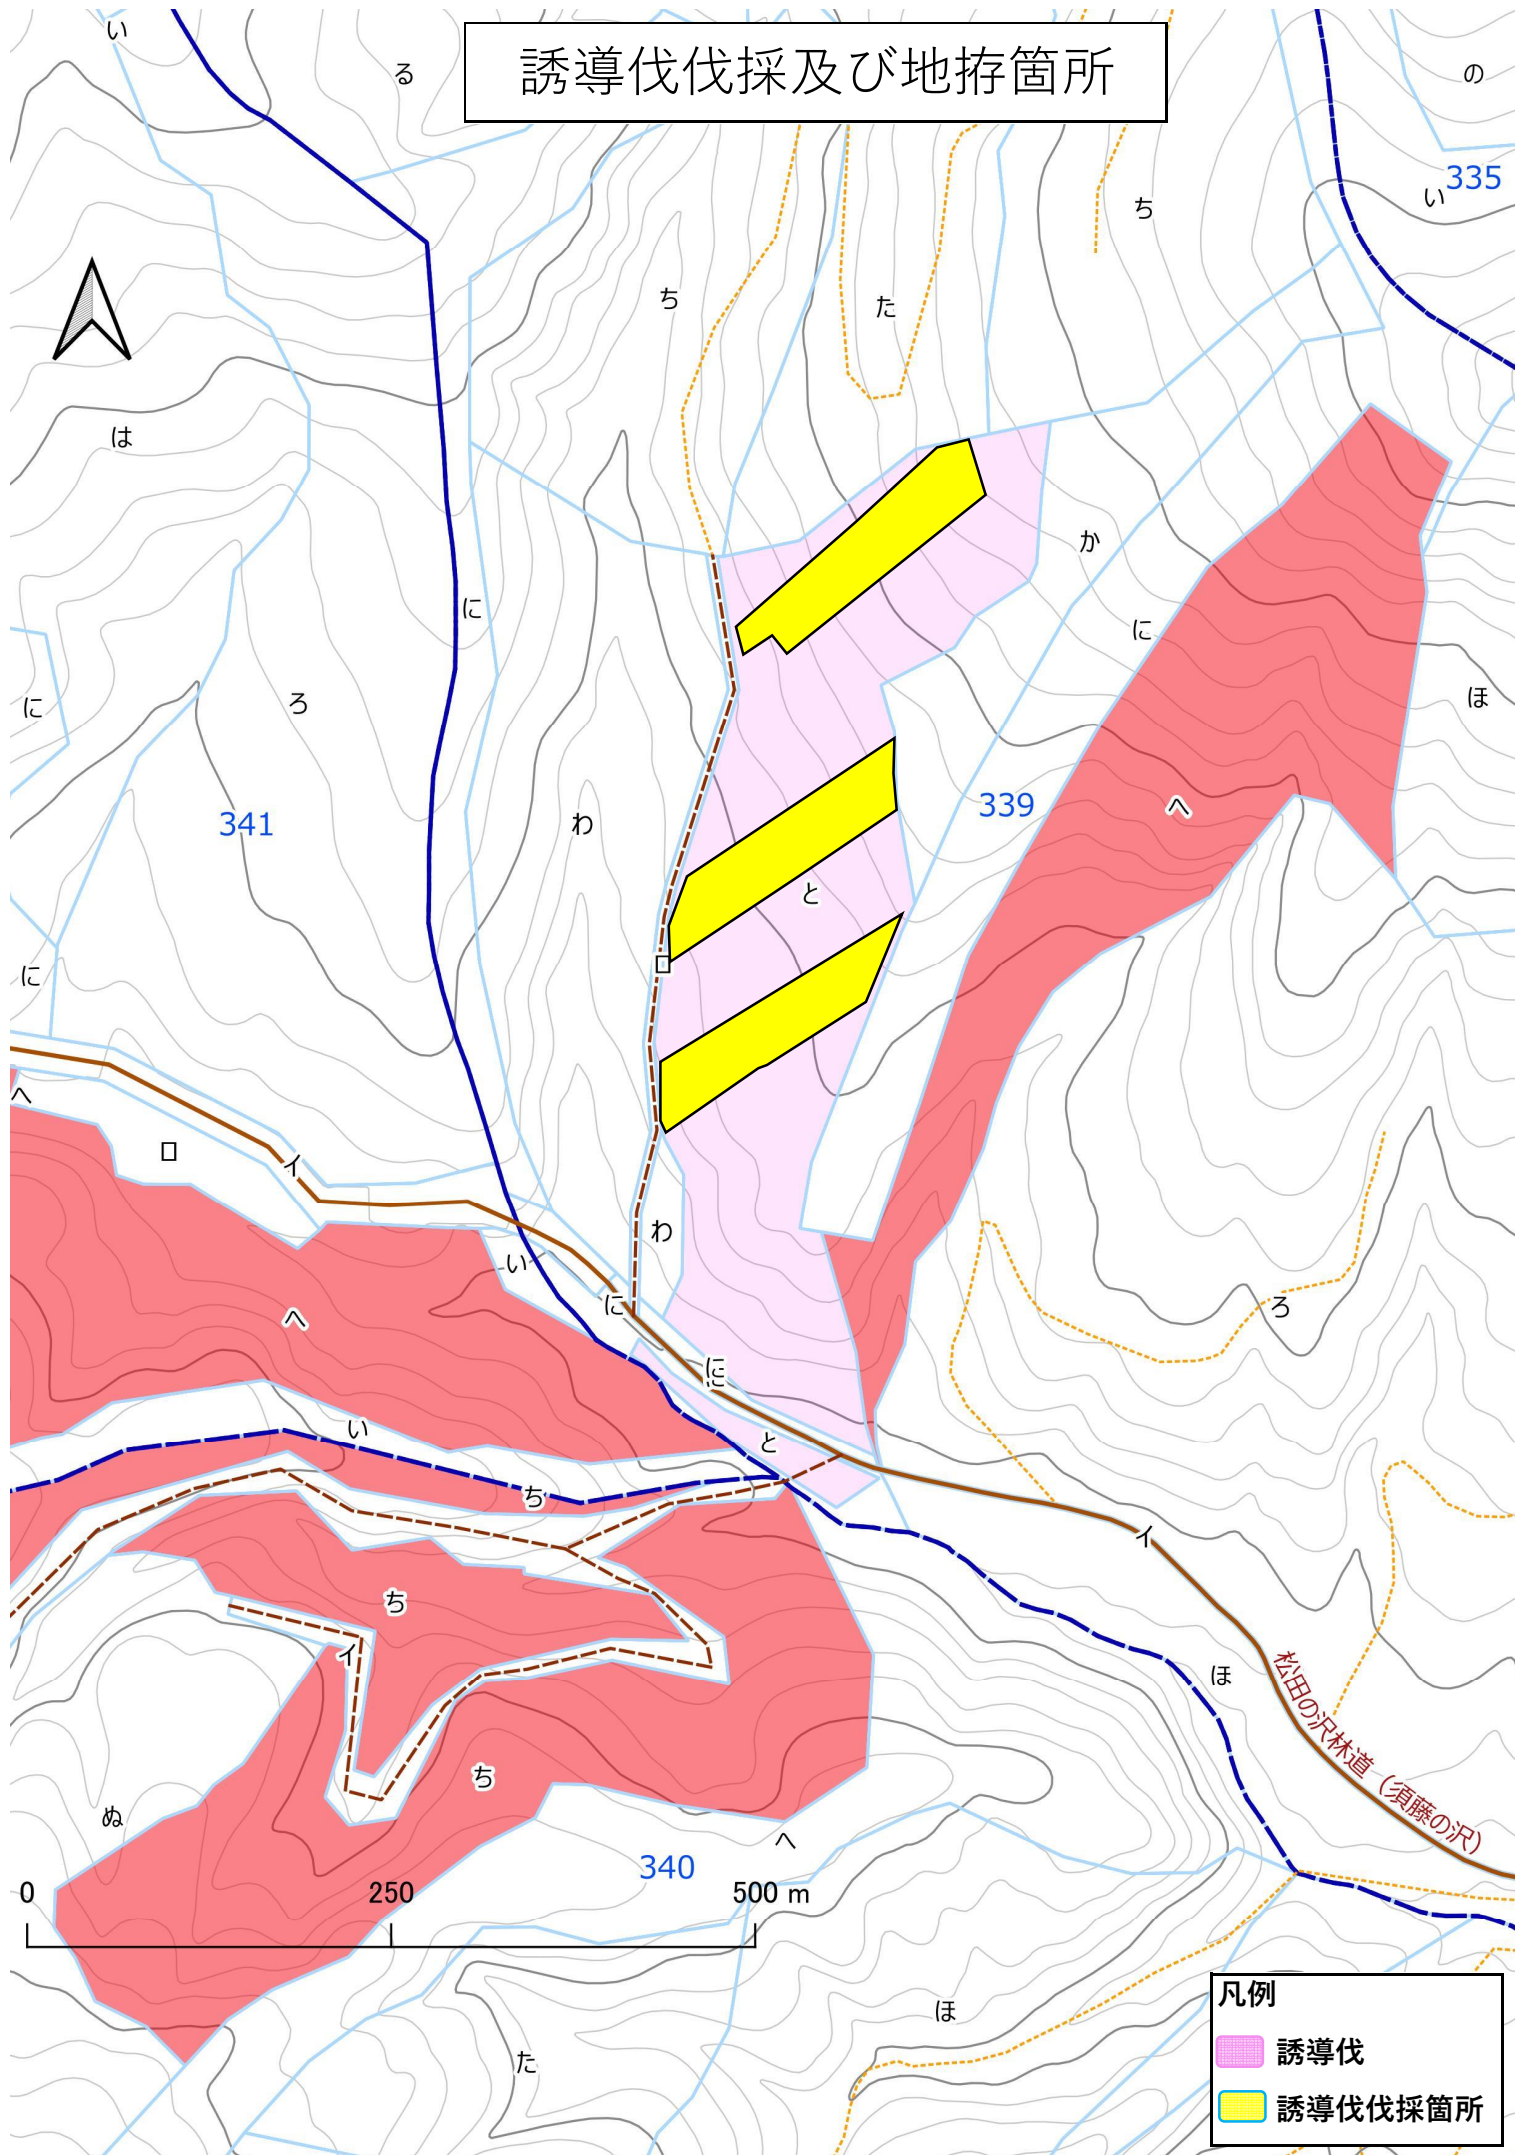 誘導伐伐採及び地拵箇所
い
る
の
335
い
ち
ち
た
は
か
に
に
に
ろ
ほ
339
へ
341
わ
と
に
ロ
へ
ロ
イ
わ
い
に
ろ
へ
に
い
と
ち
イ
ち
イ
ほ
松田の沢林道（須藤の沢）
ち
ぬ
へ
340
0 250 500 m
凡例
ほ
誘導伐
た
誘導伐伐採箇所